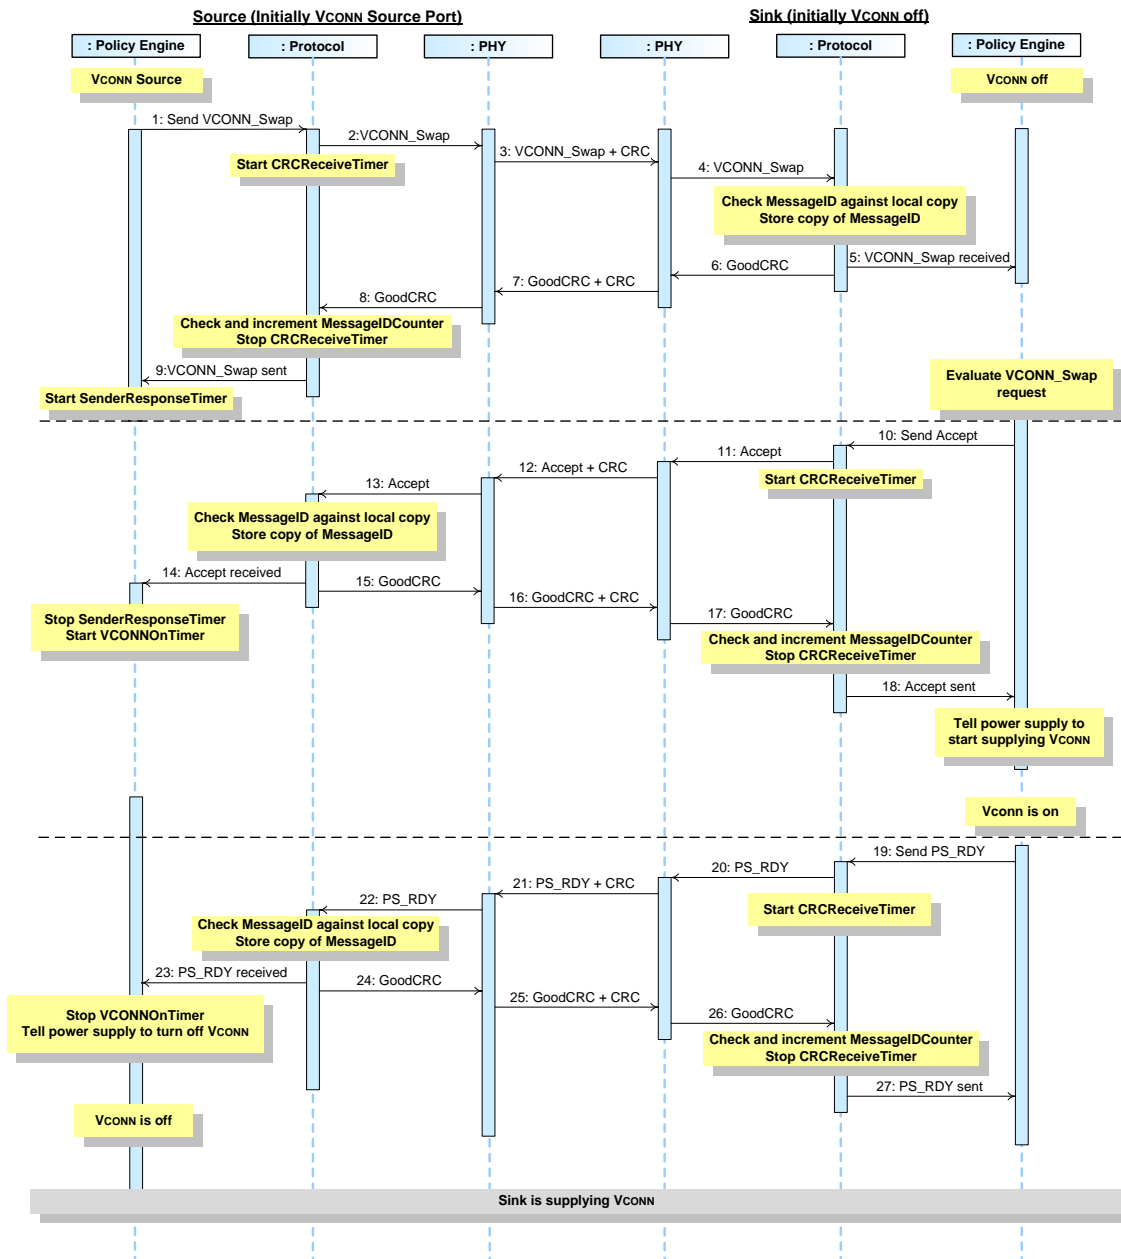 Source (Initially VCONN Source Port)
Sink (initially VCONN off)
: Policy Engine
: Protocol
: PHY
: PHY
: Protocol
: Policy Engine
VCONN Source
VCONN off
1: Send VCONN_Swap
2:VCONN_Swap
3: VCONN_Swap + CRC
Start CRCReceiveTimer
4: VCONN_Swap
Check MessageID against local copy
Store copy of MessageID
5: VCONN_Swap received
6: GoodCRC
7: GoodCRC + CRC
8: GoodCRC
Check and increment MessageIDCounter
Stop CRCReceiveTimer
9:VCONN_Swap sent
Evaluate VCONN_Swap
request
Start SenderResponseTimer
10: Send Accept
11: Accept
12: Accept + CRC
Start CRCReceiveTimer
13: Accept
Check MessageID against local copy
Store copy of MessageID
14: Accept received
15: GoodCRC
16: GoodCRC + CRC
Stop SenderResponseTimer
Start VCONNOnTimer
17: GoodCRC
Check and increment MessageIDCounter
Stop CRCReceiveTimer
18: Accept sent
Tell power supply to
start supplying VCONN
Vconn is on
19: Send PS_RDY
20: PS_RDY
21: PS_RDY + CRC
22: PS_RDY
Start CRCReceiveTimer
Check MessageID against local copy
Store copy of MessageID
23: PS_RDY received
24: GoodCRC
25: GoodCRC + CRC
Stop VCONNOnTimer
Tell power supply to turn off VCONN
26: GoodCRC
Check and increment MessageIDCounter
Stop CRCReceiveTimer
27: PS_RDY sent
VCONN is off
Sink is supplying VCONN